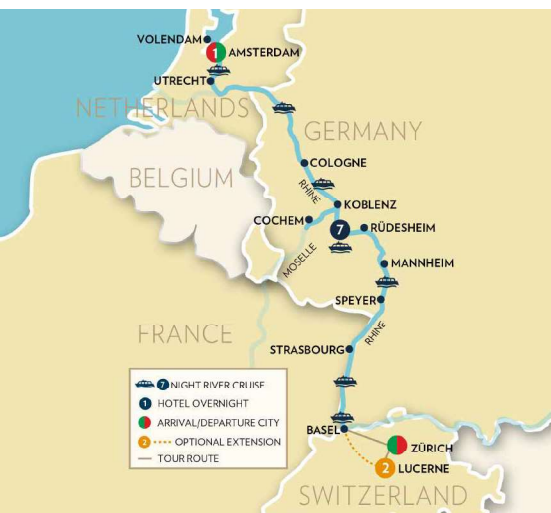 VOLENDAM
1 AMSTERDAM
UTRECHT
NETHERLANDS
GERMANY
BELGIUM
COLOGNE
RHINE
KOBLENZ
COCHEM
7
RÜDESHEIM
MOSELLE
MANNHEIM
SPEYER
FRANCE
RHINE
STRASBOURG
7 NIGHT RIVER CRUISE
1 HOTEL OVERNIGHT
ARRIVAL/DEPARTURE CITY
2 OPTIONAL EXTENSION
TOUR ROUTE
BASEL
ZÜRICH
2 LUCERNE
SWITZERLAND